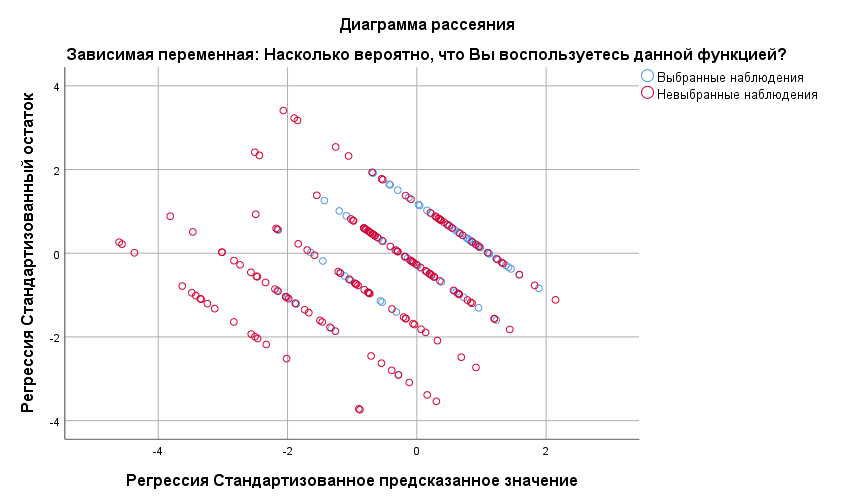 Диаграмма рассеяния
Зависимая переменная: Насколько вероятно, что Вы воспользуетесь данной функцией?
Выбранные наблюдения
Невыбранные наблюдения
Регрессия Стандартизованный остаток
4
2
0
-2
-4
-4
-2
0
2
Регрессия Стандартизованное предсказанное значение